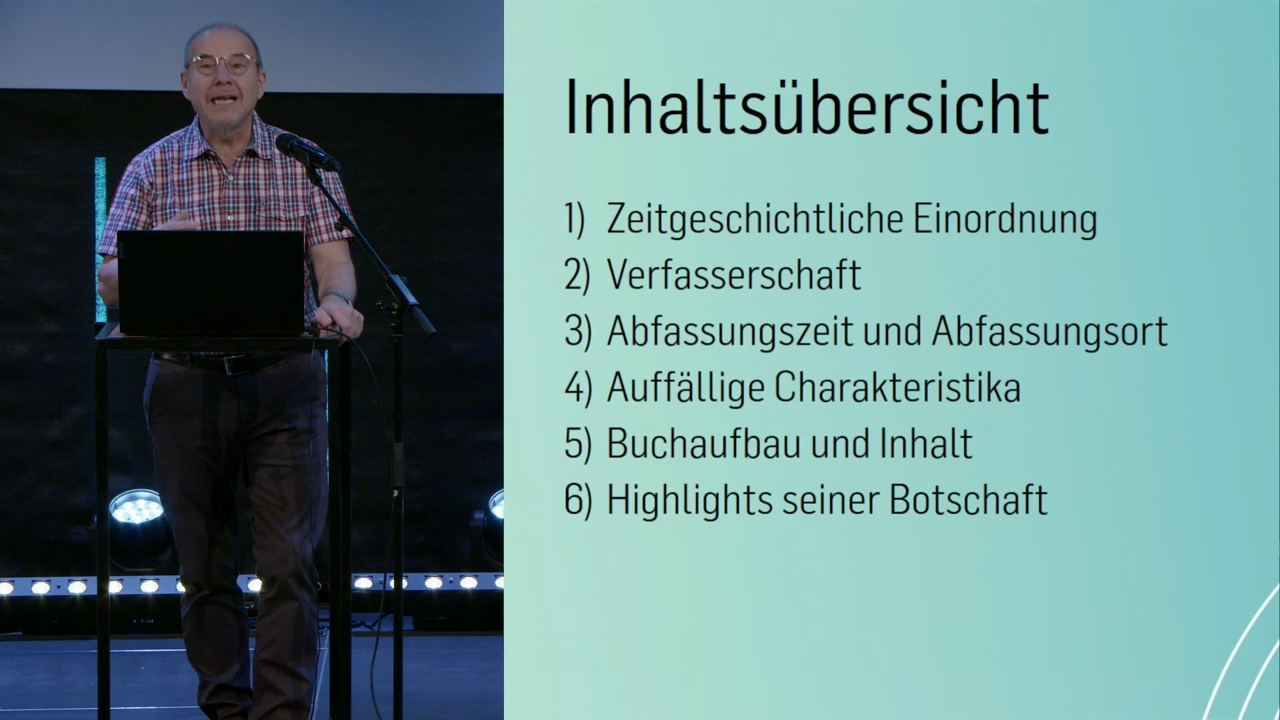 Inhaltsübersicht
1) Zeitgeschichtliche Einordnung
2) Verfasserschaft
3) Abfassungszeit und Abfassungsort
4) Auffällige Charakteristika
5) Buchaufbau und Inhalt
6) Highlights seiner Botschaft